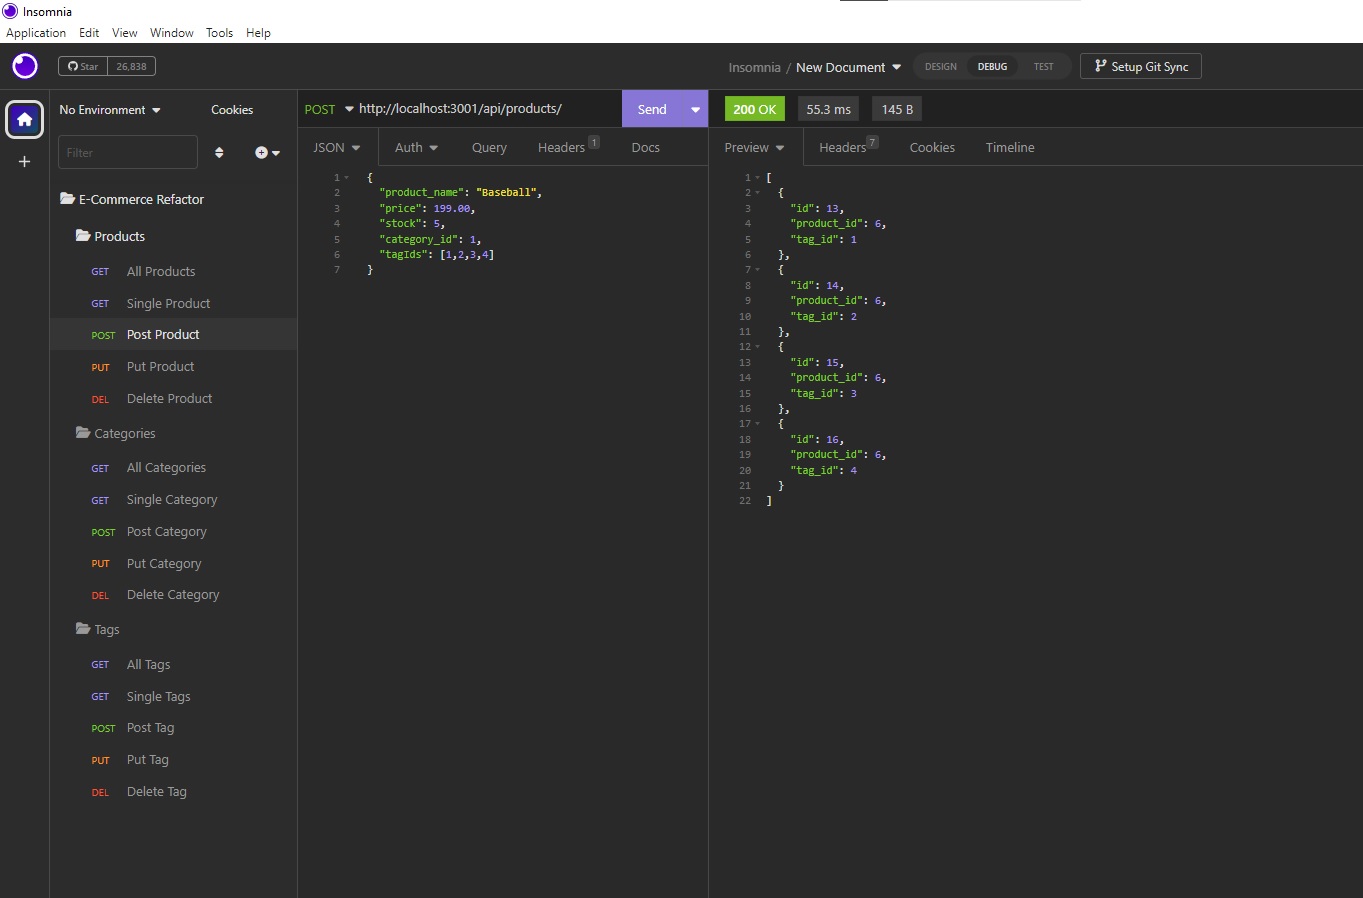 Insomnia
Application Edit View Window Tools Help
Star 26,838
Insomnia / New Document
DESIGN DEBUG TEST
Setup Git Sync
No Environment
Cookies
POST http://localhost:3001/api/products/
Send
200 OK 55.3 ms 145 B
Filter
JSON Auth Query Headers 1 Docs
Preview Headers 7 Cookies Timeline
E-Commerce Refactor
Products
GET All Products
GET Single Product
POST Post Product
PUT Put Product
DEL Delete Product
Categories
GET All Categories
GET Single Category
POST Post Category
PUT Put Category
DEL Delete Category
Tags
GET All Tags
GET Single Tags
POST Post Tag
PUT Put Tag
DEL Delete Tag
1 {
2 "product_name": "Baseball",
3 "price": 199.00,
4 "stock": 5,
5 "category_id": 1,
6 "tagIds": [1,2,3,4]
7 }
1 [
2 {
3 "id": 13,
4 "product_id": 6,
5 "tag_id": 1
6 },
7 {
8 "id": 14,
9 "product_id": 6,
10 "tag_id": 2
11 },
12 {
13 "id": 15,
14 "product_id": 6,
15 "tag_id": 3
16 },
17 {
18 "id": 16,
19 "product_id": 6,
20 "tag_id": 4
21 }
22 ]